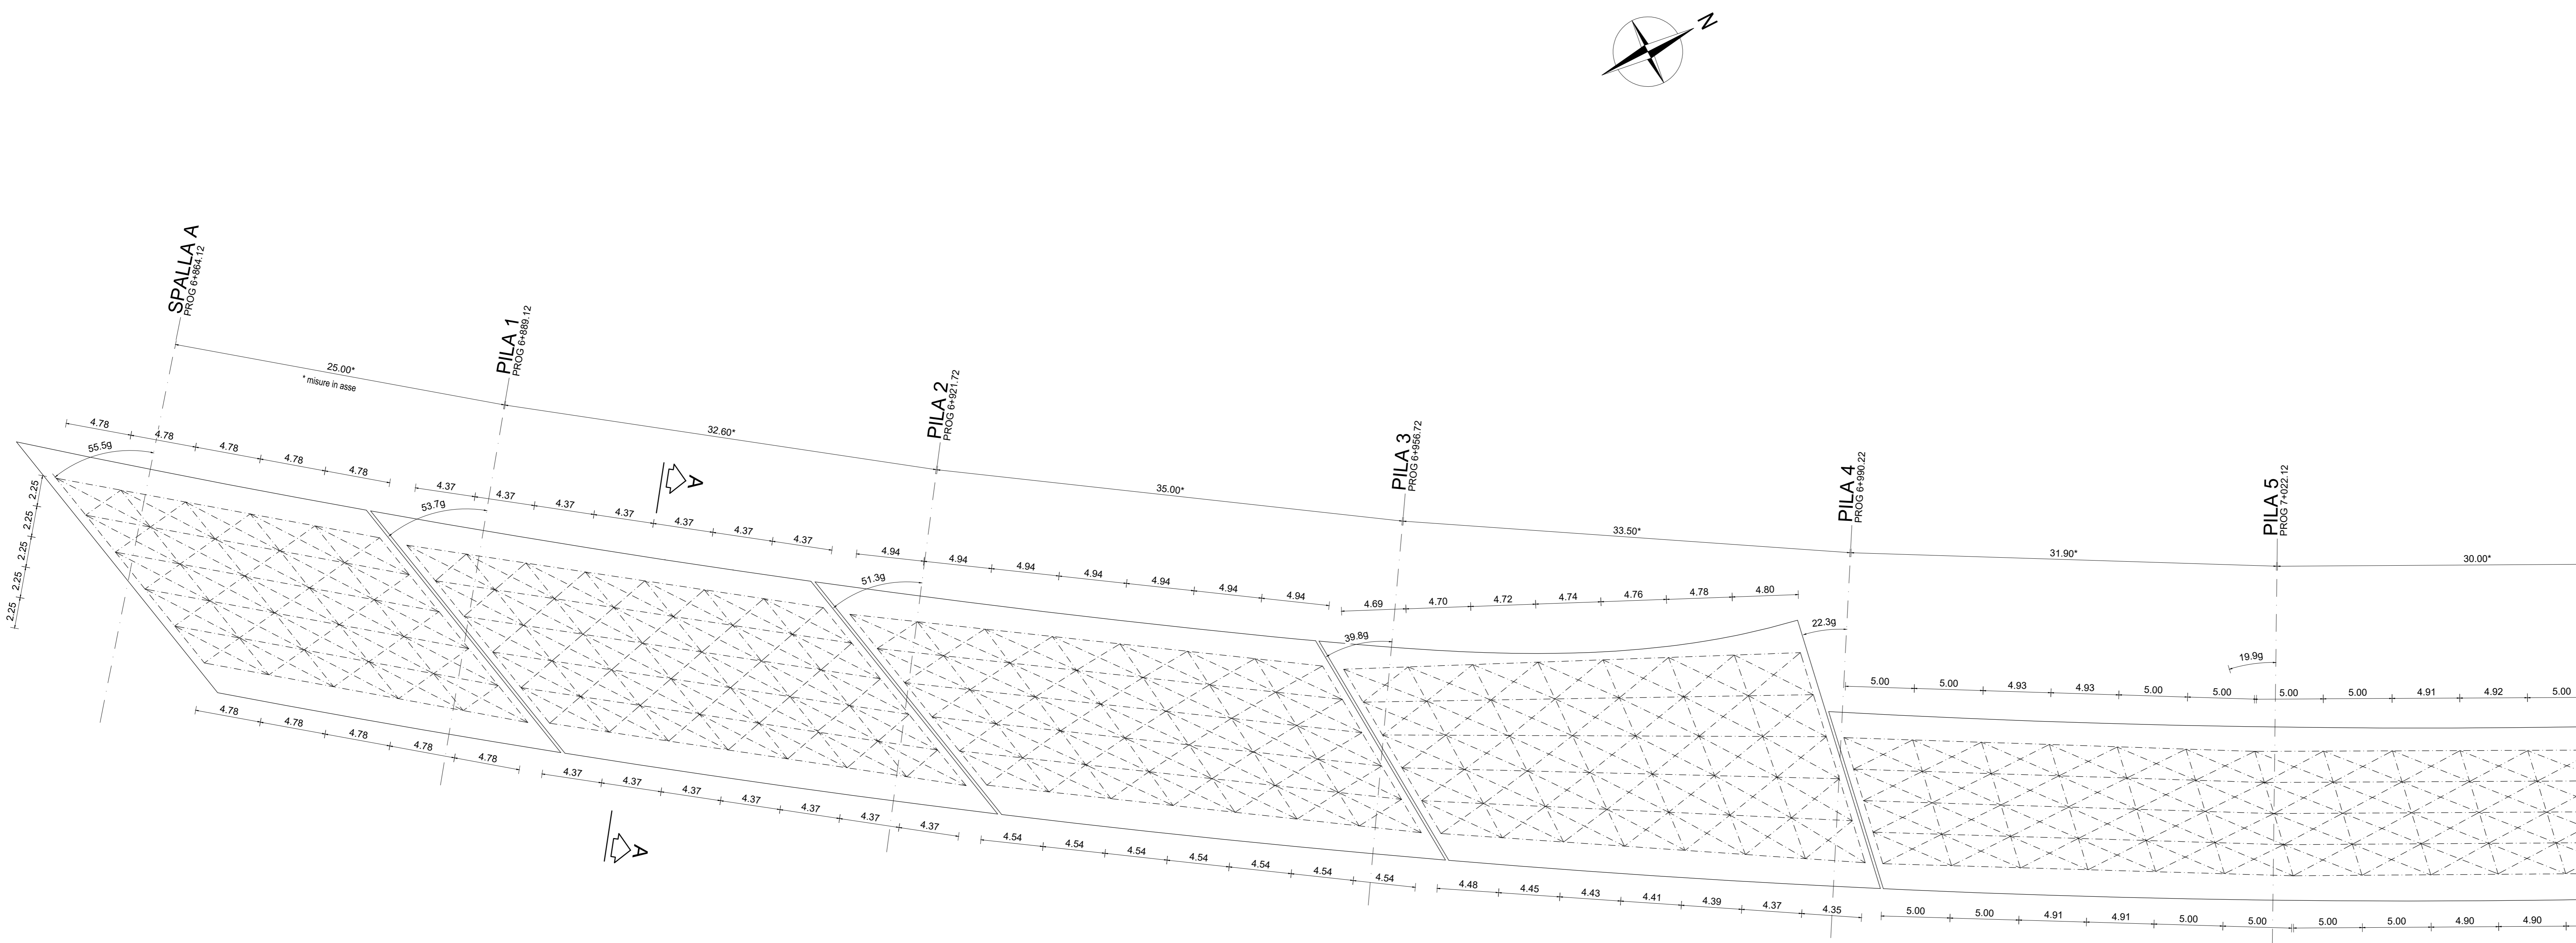 N
SPALLA A
PROG 6+864.12
PILA 1
PROG 6+889.12
PILA 2
PROG 6+921.72
PILA 3
PROG 6+956.72
PILA 4
PROG 6+990.22
PILA 5
PROG 7+022.12
25.00*
* misure in asse
32.60*
35.00*
33.50*
31.90*
30.00*
4.78 4.78 4.78 4.78 4.78
55.5g
4.37 4.37 4.37 4.37 4.37 4.37 4.37
53.7g
A
4.94 4.94 4.94 4.94 4.94 4.94 4.94
51.3g
4.69 4.70 4.72 4.74 4.76 4.78 4.80
39.8g
22.3g
19.9g
5.00 5.00 4.93 4.93 5.00 5.00 5.00 5.00 4.91 4.92 5.00
2.25 2.25 2.25 2.25 2.25
4.78 4.78 4.78 4.78 4.78
4.37 4.37 4.37 4.37 4.37 4.37 4.37
A
4.54 4.54 4.54 4.54 4.54 4.54 4.54
4.48 4.45 4.43 4.41 4.39 4.37 4.35
5.00 5.00 4.91 4.91 5.00 5.00 5.00 5.00 4.90 4.90